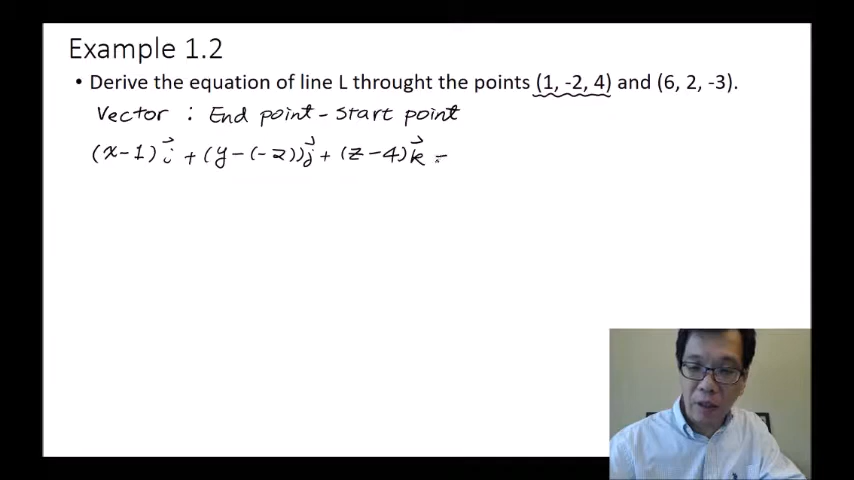 Example 1.2
• Derive the equation of line L throught the points (1, -2, 4) and (6, 2, -3).
Vector : End point - start point
(x-1)i⃗ + (y-(-2))j⃗ + (z-4)k⃗ =